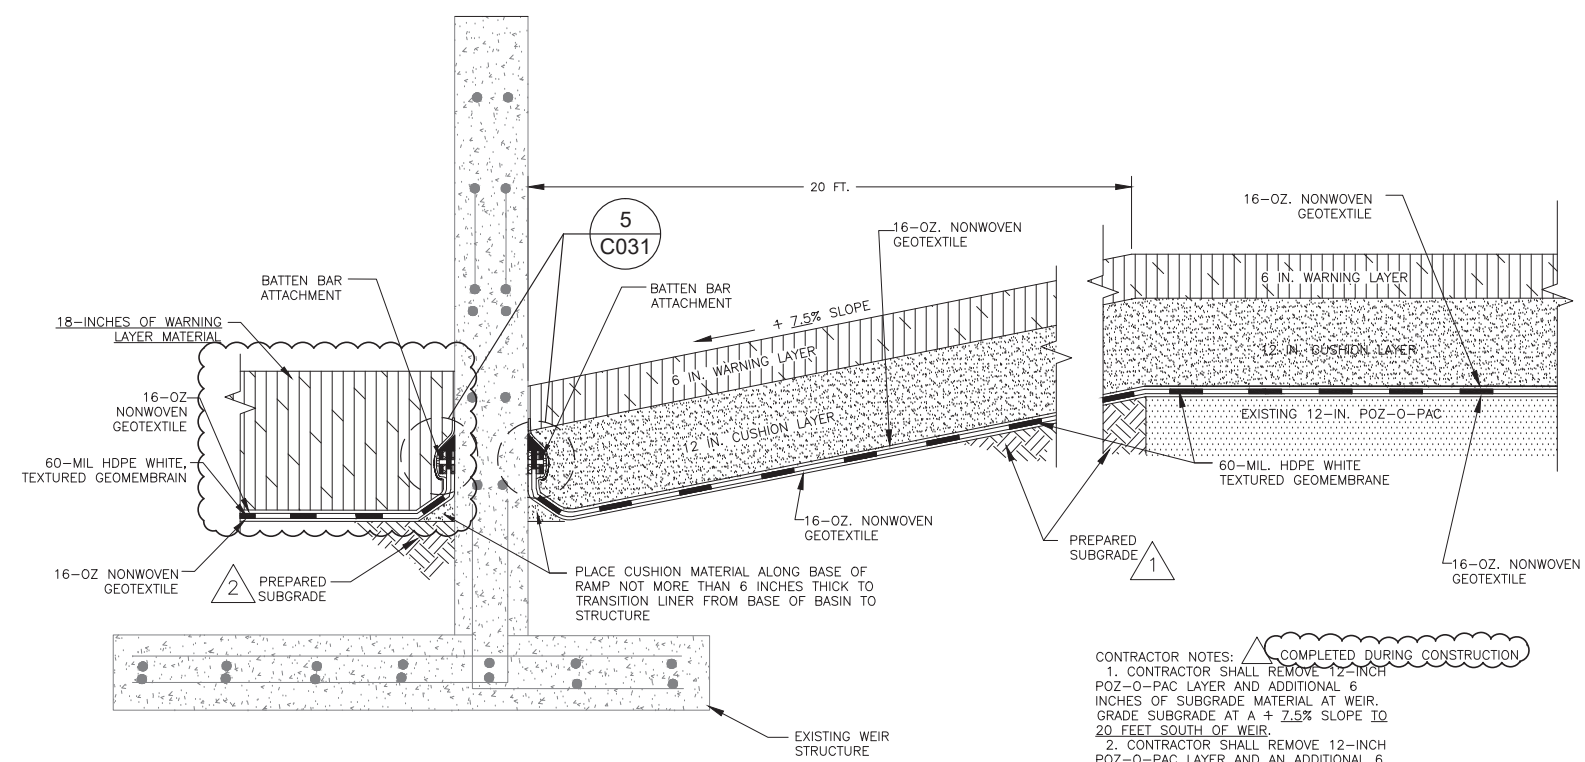 20 FT.
16-OZ. NONWOVEN
GEOTEXTILE
5
C031
16-OZ. NONWOVEN
GEOTEXTILE
BATTEN BAR
ATTACHMENT
BATTEN BAR
ATTACHMENT
6 IN. WARNING LAYER
+ 7.5% SLOPE
18-INCHES OF WARNING
LAYER MATERIAL
6 IN. WARNING LAYER
12 IN. CUSHION LAYER
16-OZ
NONWOVEN
GEOTEXTILE
EXISTING 12-IN. POZ-O-PAC
12 IN. CUSHION LAYER
60-MIL HDPE WHITE,
TEXTURED GEOMEMBRAIN
60-MIL. HDPE WHITE
TEXTURED GEOMEMBRANE
16-OZ. NONWOVEN
GEOTEXTILE
PREPARED
SUBGRADE
1
16-OZ. NONWOVEN
GEOTEXTILE
16-OZ NONWOVEN
GEOTEXTILE
2
PREPARED
SUBGRADE
PLACE CUSHION MATERIAL ALONG BASE OF
RAMP NOT MORE THAN 6 INCHES THICK TO
TRANSITION LINER FROM BASE OF BASIN TO
STRUCTURE
EXISTING WEIR
STRUCTURE
CONTRACTOR NOTES: COMPLETED DURING CONSTRUCTION
1. CONTRACTOR SHALL REMOVE 12-INCH
POZ-O-PAC LAYER AND ADDITIONAL 6
INCHES OF SUBGRADE MATERIAL AT WEIR.
GRADE SUBGRADE AT A + 7.5% SLOPE TO
20 FEET SOUTH OF WEIR.
2. CONTRACTOR SHALL REMOVE 12-INCH
POZ-O-PAC LAYER AND AN ADDITIONAL 6